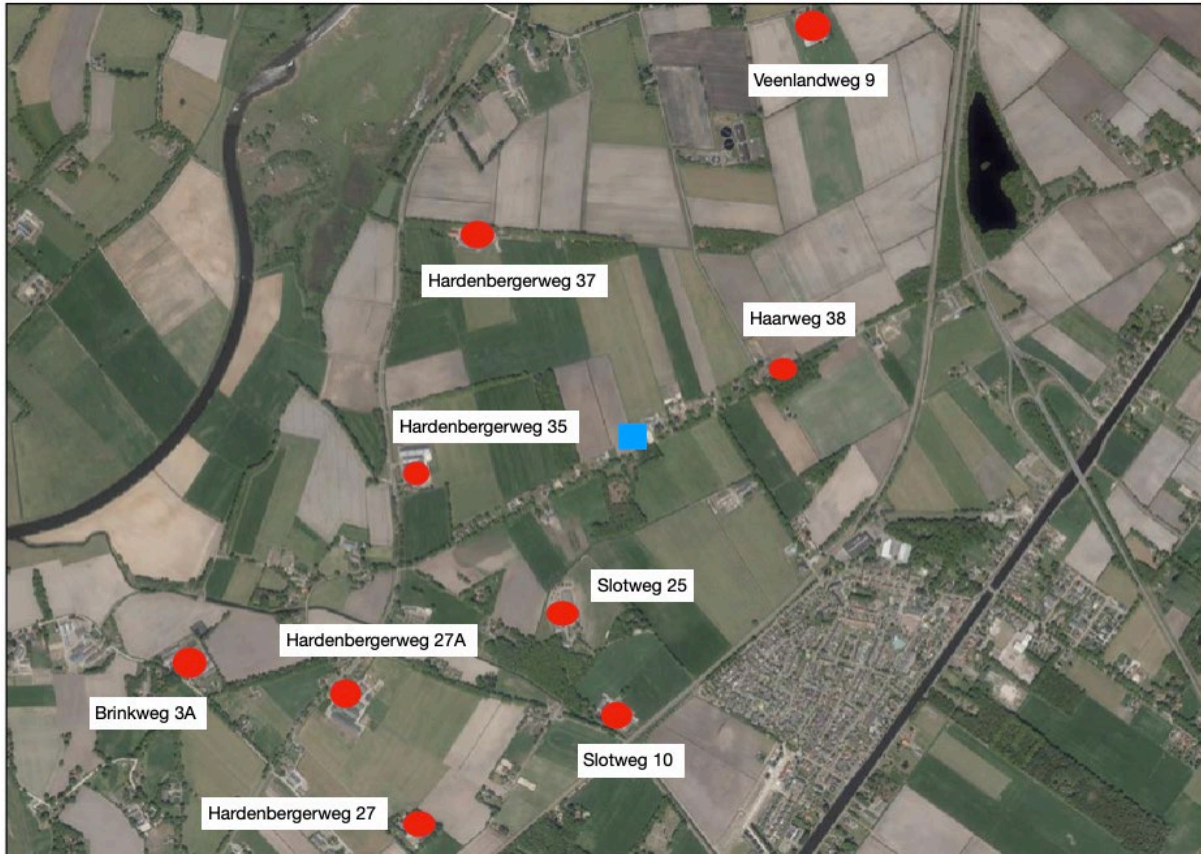 Veenlandweg 9
Hardenbergerweg 37
Haarweg 38
Hardenbergerweg 35
Slotweg 25
Hardenbergerweg 27A
Brinkweg 3A
Slotweg 10
Hardenbergerweg 27